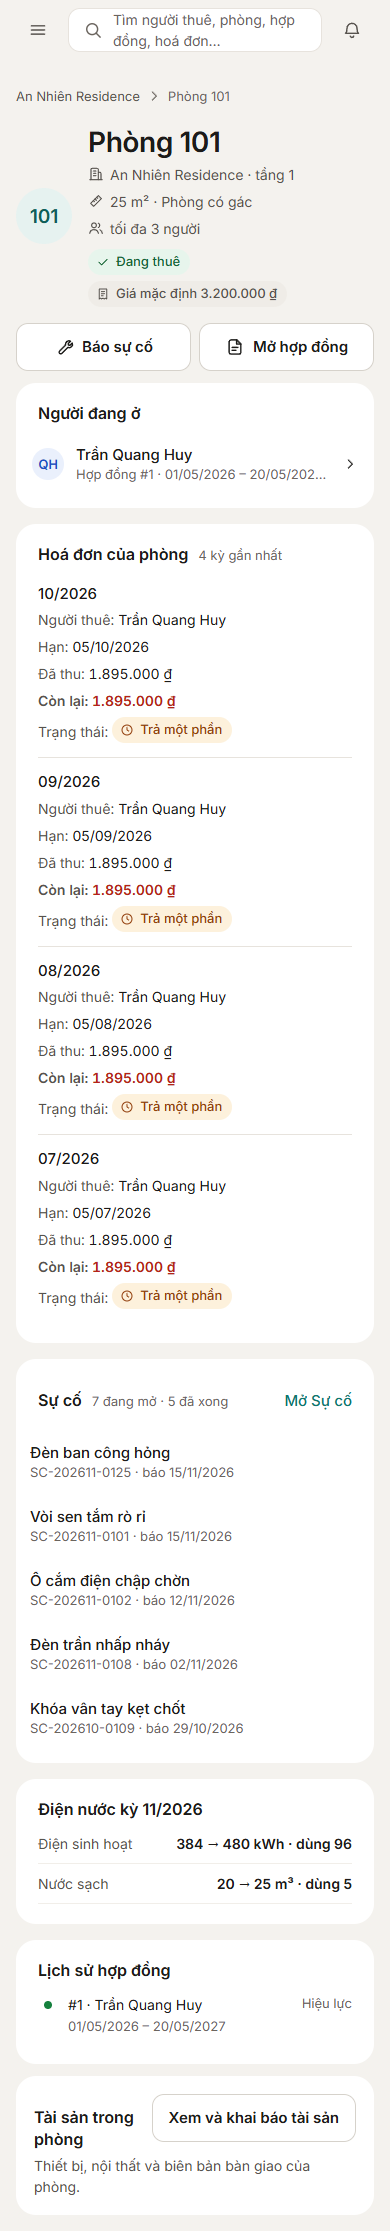 Tìm người thuê, phòng, hợp
đồng, hoá đơn...
An Nhiên Residence > Phòng 101
Phòng 101
An Nhiên Residence · tầng 1
101
25 m² · Phòng có gác
tối đa 3 người
Đang thuê
Giá mặc định 3.200.000 ₫
Báo sự cố
Mở hợp đồng
Người đang ở
QH
Trần Quang Huy
Hợp đồng #1 · 01/05/2026 – 20/05/202...
Hoá đơn của phòng 4 kỳ gần nhất
10/2026
Người thuê: Trần Quang Huy
Hạn: 05/10/2026
Đã thu: 1.895.000 ₫
Còn lại: 1.895.000 ₫
Trạng thái: Trả một phần
09/2026
Người thuê: Trần Quang Huy
Hạn: 05/09/2026
Đã thu: 1.895.000 ₫
Còn lại: 1.895.000 ₫
Trạng thái: Trả một phần
08/2026
Người thuê: Trần Quang Huy
Hạn: 05/08/2026
Đã thu: 1.895.000 ₫
Còn lại: 1.895.000 ₫
Trạng thái: Trả một phần
07/2026
Người thuê: Trần Quang Huy
Hạn: 05/07/2026
Đã thu: 1.895.000 ₫
Còn lại: 1.895.000 ₫
Trạng thái: Trả một phần
Sự cố 7 đang mở · 5 đã xong Mở Sự cố
Đèn ban công hỏng
SC-202611-0125 · báo 15/11/2026
Vòi sen tắm rò rỉ
SC-202611-0101 · báo 15/11/2026
Ổ cắm điện chập chờn
SC-202611-0102 · báo 12/11/2026
Đèn trần nhấp nháy
SC-202611-0108 · báo 02/11/2026
Khóa vân tay kẹt chốt
SC-202610-0109 · báo 29/10/2026
Điện nước kỳ 11/2026
Điện sinh hoạt 384 → 480 kWh · dùng 96
Nước sạch 20 → 25 m³ · dùng 5
Lịch sử hợp đồng
#1 · Trần Quang Huy Hiệu lực
01/05/2026 – 20/05/2027
Tài sản trong
phòng
Xem và khai báo tài sản
Thiết bị, nội thất và biên bản bàn giao của
phòng.